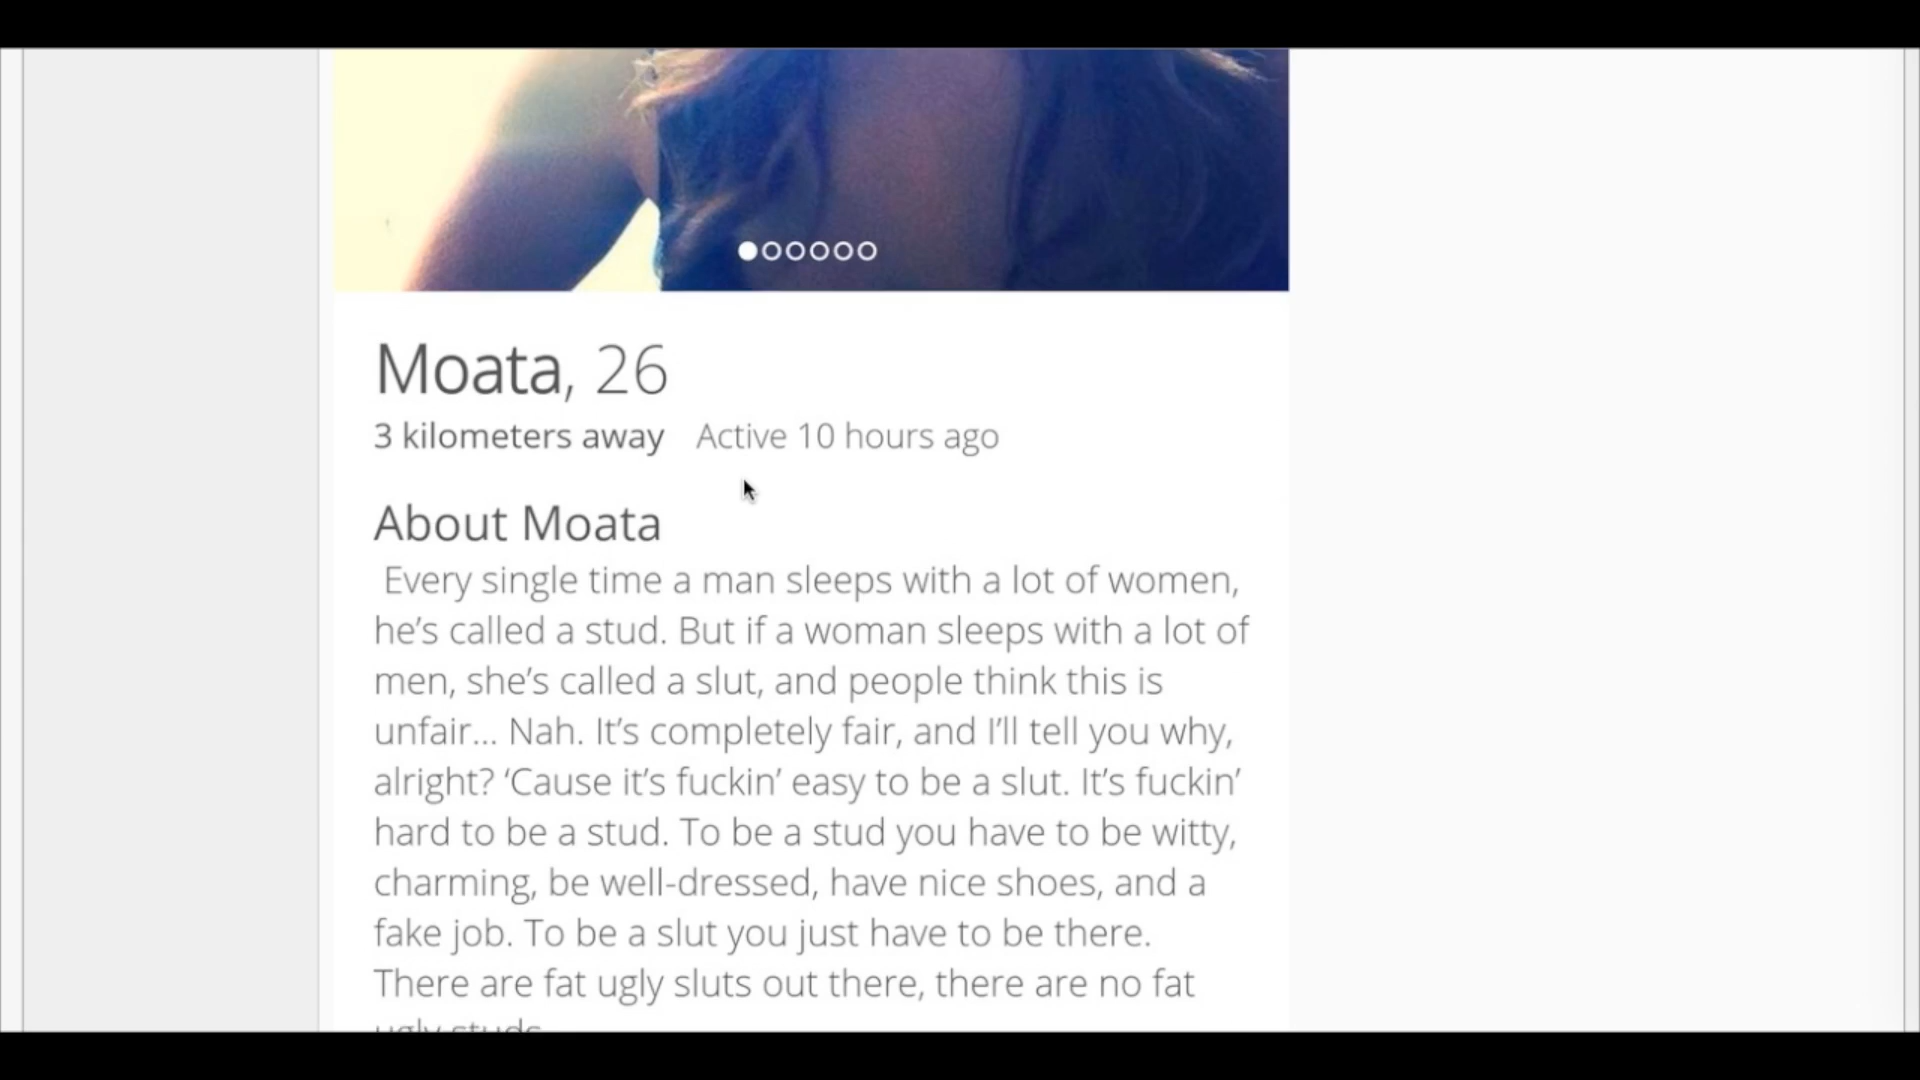 Moata, 26
3 kilometers away Active 10 hours ago
About Moata
Every single time a man sleeps with a lot of women,
he’s called a stud. But if a woman sleeps with a lot of
men, she’s called a slut, and people think this is
unfair... Nah. It’s completely fair, and I’ll tell you why,
alright? ‘Cause it’s fuckin’ easy to be a slut. It’s fuckin’
hard to be a stud. To be a stud you have to be witty,
charming, be well-dressed, have nice shoes, and a
fake job. To be a slut you just have to be there.
There are fat ugly sluts out there, there are no fat
ugly studs